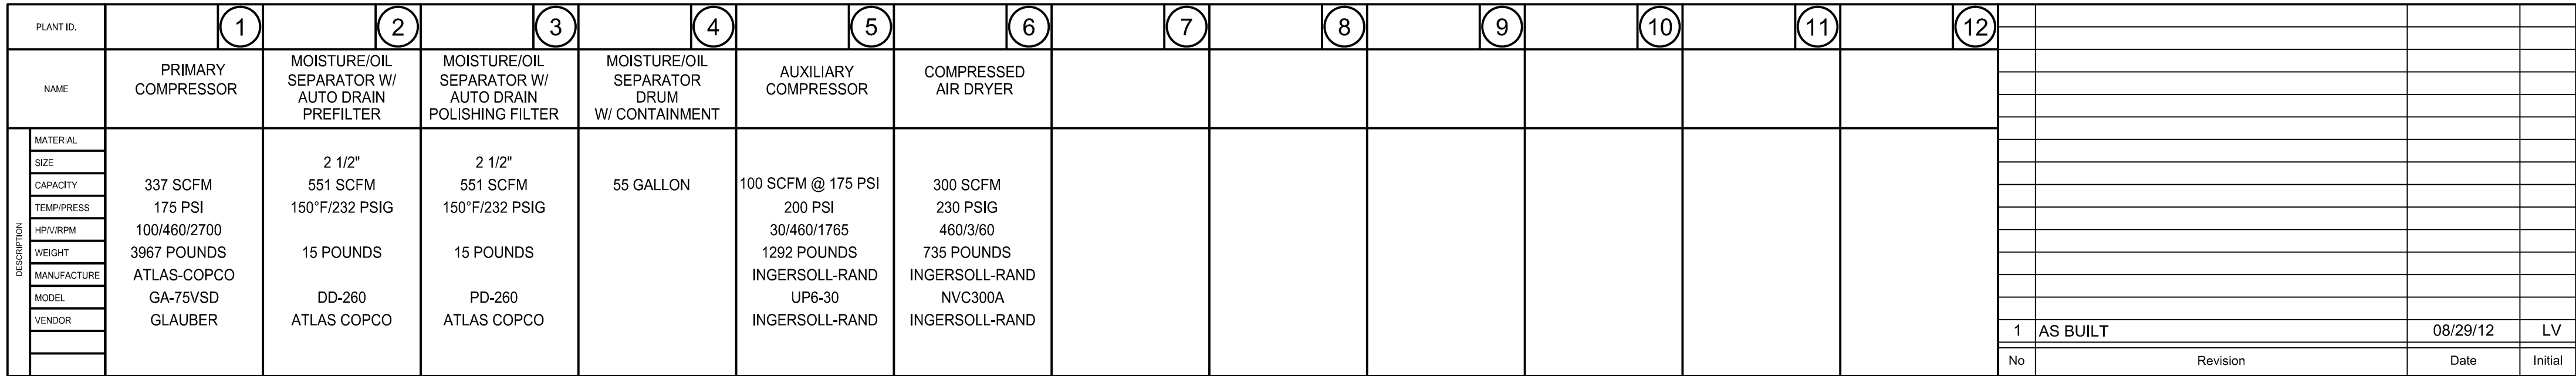 PLANT ID. 1 2 3 4 5 6 7 8 9 10 11 12
NAME
PRIMARY
COMPRESSOR
MOISTURE/OIL
SEPARATOR W/
AUTO DRAIN
PREFILTER
MOISTURE/OIL
SEPARATOR W/
AUTO DRAIN
POLISHING FILTER
MOISTURE/OIL
SEPARATOR
DRUM
W/ CONTAINMENT
AUXILIARY
COMPRESSOR
COMPRESSED
AIR DRYER
DESCRIPTION
MATERIAL
SIZE 2 1/2" 2 1/2"
CAPACITY 337 SCFM 551 SCFM 551 SCFM 55 GALLON 100 SCFM @ 175 PSI 300 SCFM
TEMP/PRESS 175 PSI 150°F/232 PSIG 150°F/232 PSIG 200 PSI 230 PSIG
HP/V/RPM 100/460/2700 30/460/1765 460/3/60
WEIGHT 3967 POUNDS 15 POUNDS 15 POUNDS 1292 POUNDS 735 POUNDS
MANUFACTURE ATLAS-COPCO INGERSOLL-RAND INGERSOLL-RAND
MODEL GA-75VSD DD-260 PD-260 UP6-30 NVC300A
VENDOR GLAUBER ATLAS COPCO ATLAS COPCO INGERSOLL-RAND INGERSOLL-RAND
1 AS BUILT 08/29/12 LV
No Revision Date Initial